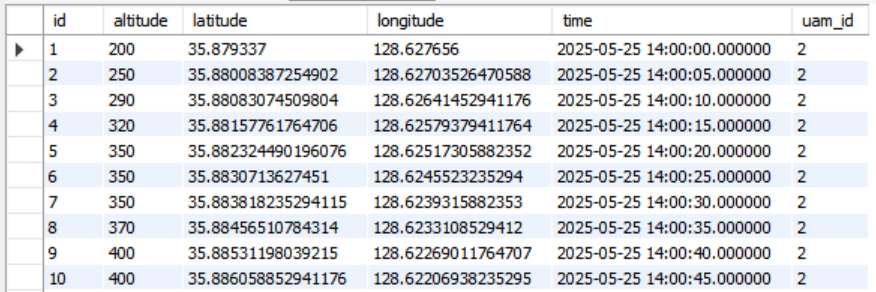 id altitude latitude longitude time uam_id
1 200 35.879337 128.627656 2025-05-25 14:00:00.000000 2
2 250 35.88008387254902 128.62703526470588 2025-05-25 14:00:05.000000 2
3 290 35.88083074509804 128.62641452941176 2025-05-25 14:00:10.000000 2
4 320 35.88157761764706 128.62579379411764 2025-05-25 14:00:15.000000 2
5 350 35.882324490196076 128.62517305882352 2025-05-25 14:00:20.000000 2
6 350 35.8830713627451 128.6245523235294 2025-05-25 14:00:25.000000 2
7 350 35.883818235294115 128.6239315882353 2025-05-25 14:00:30.000000 2
8 370 35.88456510784314 128.6233108529412 2025-05-25 14:00:35.000000 2
9 400 35.88531198039215 128.62269011764707 2025-05-25 14:00:40.000000 2
10 400 35.886058852941176 128.62206938235295 2025-05-25 14:00:45.000000 2